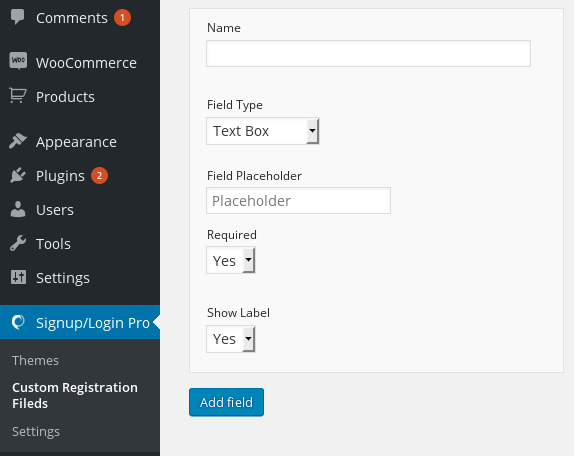 Comments 1
Woo WooCommerce
Products
Appearance
Plugins 2
Users
Tools
Settings
Signup/Login Pro
Themes
Custom Registration
Fileds
Settings
Name
Field Type
Text Box
Field Placeholder
Placeholder
Required
Yes
Show Label
Yes
Add field